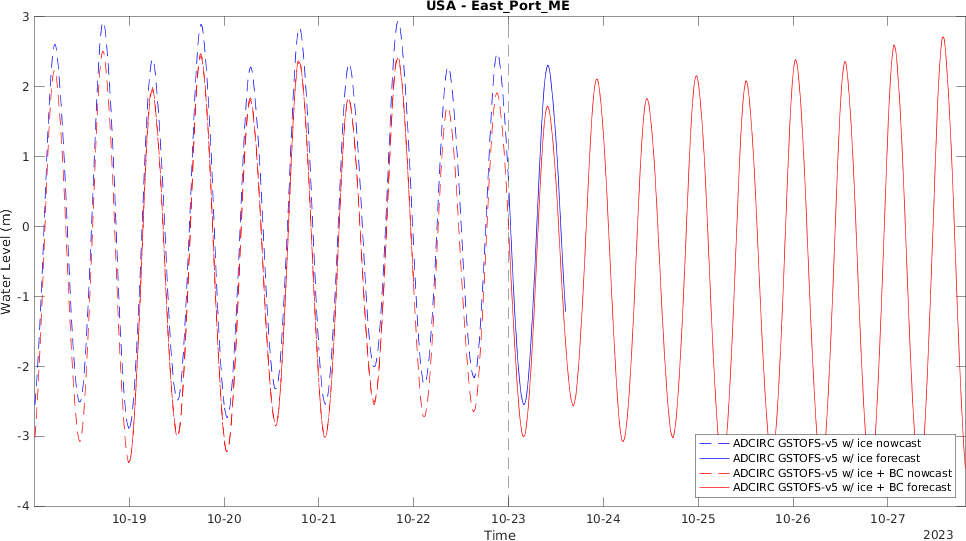 USA - East_Port_ME
3
2
1
0
-1
-2
-3
-4
Water Level (m)
ADCIRC GSTOFS-v5 w/ ice nowcast
ADCIRC GSTOFS-v5 w/ ice forecast
ADCIRC GSTOFS-v5 w/ ice + BC nowcast
ADCIRC GSTOFS-v5 w/ ice + BC forecast
10-19 10-20 10-21 10-22 10-23 10-24 10-25 10-26 10-27
Time
2023